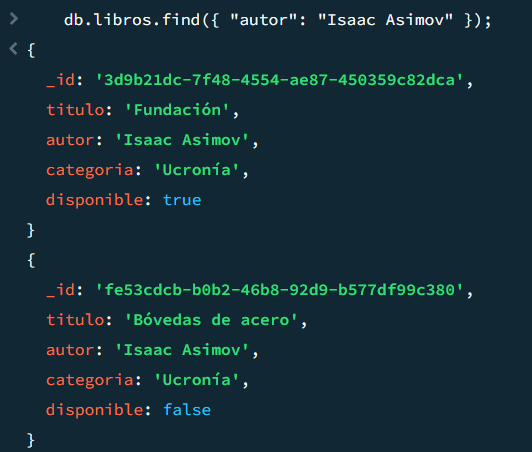 > db.libros.find({ "autor": "Isaac Asimov" });
< {
_id: '3d9b21dc-7f48-4554-ae87-450359c82dca',
titulo: 'Fundación',
autor: 'Isaac Asimov',
categoria: 'Ucronía',
disponible: true
}
{
_id: 'fe53cdcb-b0b2-46b8-92d9-b577df99c380',
titulo: 'Bóvedas de acero',
autor: 'Isaac Asimov',
categoria: 'Ucronía',
disponible: false
}